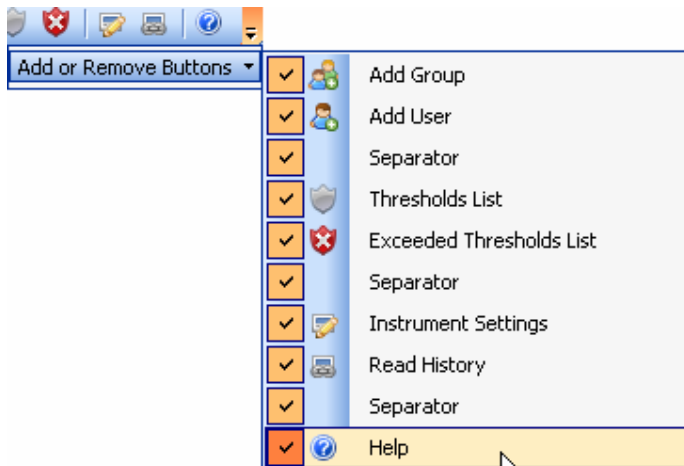 Add or Remove Buttons
Add Group
Add User
Separator
Thresholds List
Exceeded Thresholds List
Separator
Instrument Settings
Read History
Separator
Help